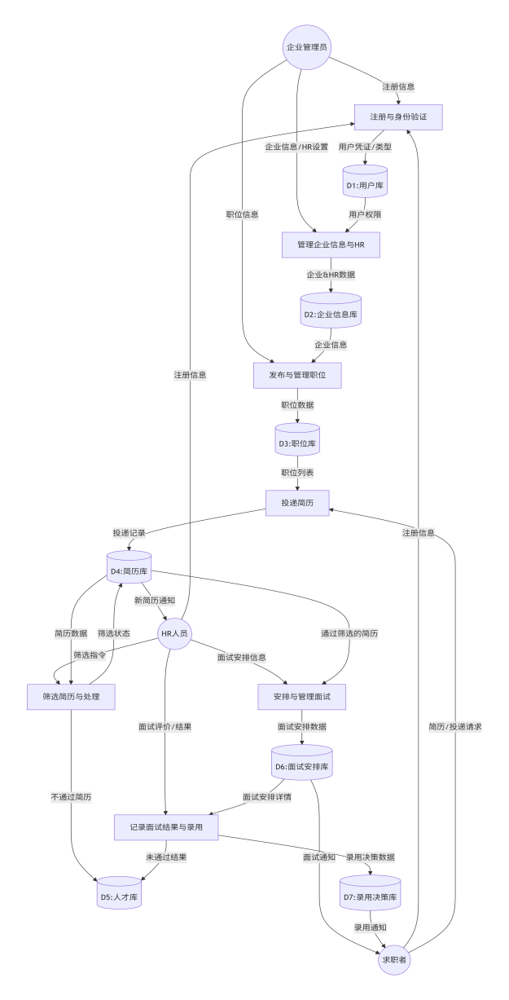 企业管理员
注册信息
注册与身份验证
企业信息/HR设置
用户凭证/类型
D1:用户库
职位信息
用户权限
管理企业信息与HR
企业&HR数据
D2:企业信息库
企业信息
注册信息
发布与管理职位
职位数据
D3:职位库
职位列表
投递简历
投递记录
注册信息
D4:简历库
新简历通知
简历数据
筛选状态
HR人员
通过筛选的简历
筛选指令
面试安排信息
筛选简历与处理
安排与管理面试
面试评价/结果
面试安排数据
简历/投递请求
D6:面试安排库
不通过简历
面试安排详情
记录面试结果与录用
未通过结果
面试通知
录用决策数据
D5:人才库
D7:录用决策库
录用通知
求职者